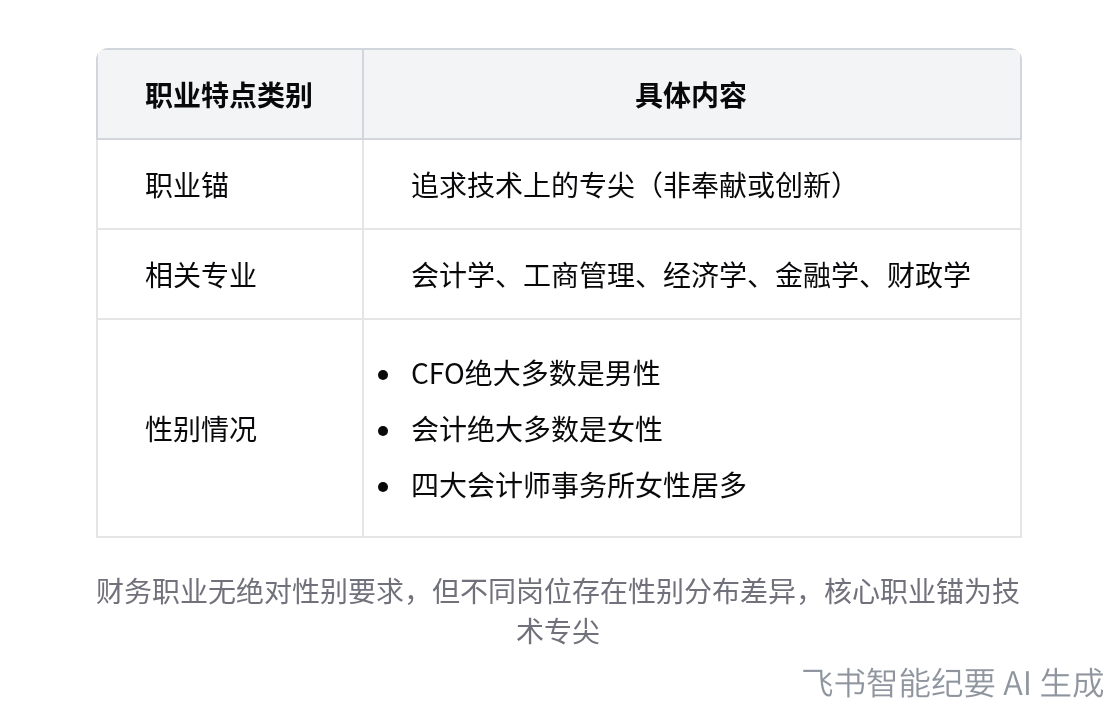 职业特点类别
具体内容
职业锚
追求技术上的专尖（非奉献或创新）
相关专业
会计学、工商管理、经济学、金融学、财政学
性别情况
• CFO绝大多数是男性
• 会计绝大多数是女性
• 四大会计师事务所女性居多
财务职业无绝对性别要求，但不同岗位存在性别分布差异，核心职业锚为技
术专尖
飞书智能纪要 AI 生成